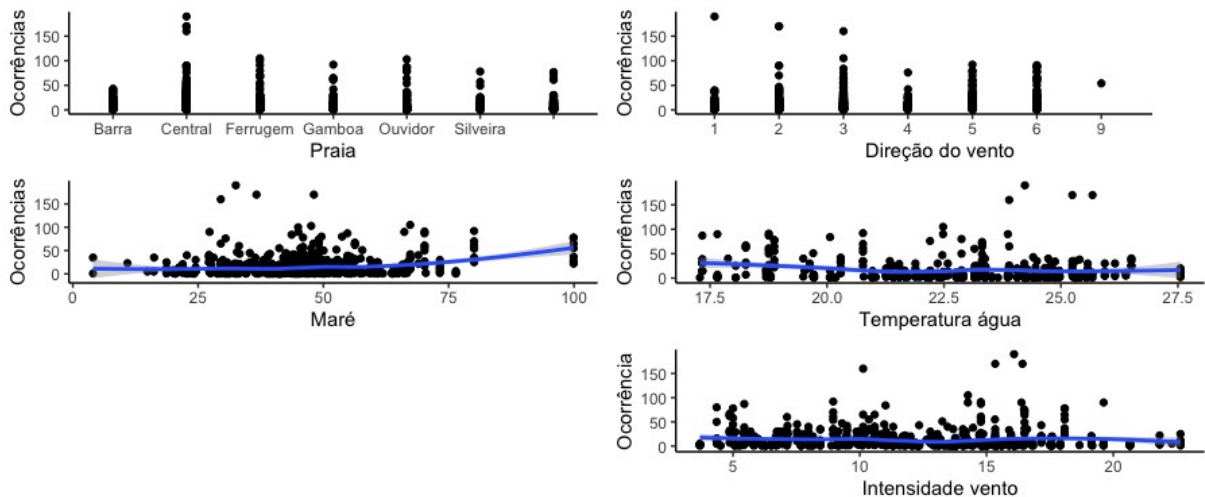 Ocorrências
150
100
50
0
Barra Central Ferrugem Gamboa Ouvidor Silveira
Praia
Ocorrências
150
100
50
0
1 2 3 4 5 6 9
Direção do vento
Ocorrências
150
100
50
0
0 25 50 75 100
Maré
Ocorrências
150
100
50
0
17.5 20.0 22.5 25.0 27.5
Temperatura água
Ocorrência
150
100
50
0
5 10 15 20
Intensidade vento